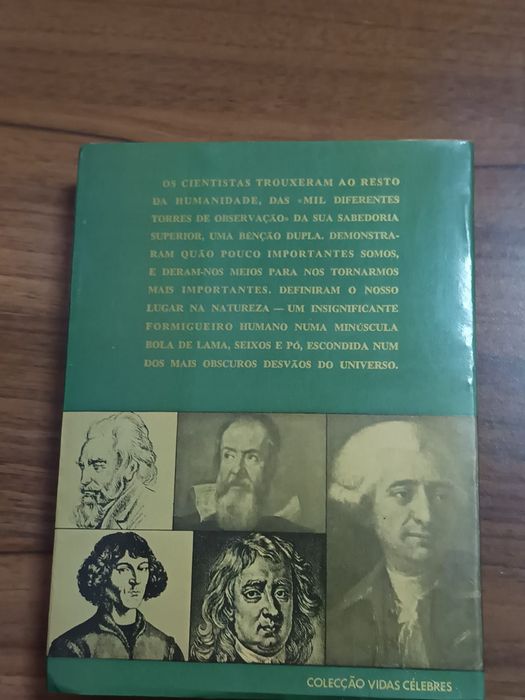 OS CIENTISTAS TROUXERAM AO RESTO
DA HUMANIDADE, DAS «MIL DIFERENTES
TORRES DE OBSERVAÇÃO» DA SUA SABEDORIA
SUPERIOR, UMA BÊNÇÃO DUPLA. DEMONSTRA-
RAM QUÃO POUCO IMPORTANTES SOMOS,
E DERAM-NOS MEIOS PARA NOS TORNARMOS
MAIS IMPORTANTES. DEFINIRAM O NOSSO
LUGAR NA NATUREZA — UM INSIGNIFICANTE
FORMIGUEIRO HUMANO NUMA MINÚSCULA
BOLA DE LAMA, SEIXOS E PÓ, ESCONDIDA NUM
DOS MAIS OBSCUROS DESVÃOS DO UNIVERSO.
COLECÇÃO VIDAS CÉLEBRES